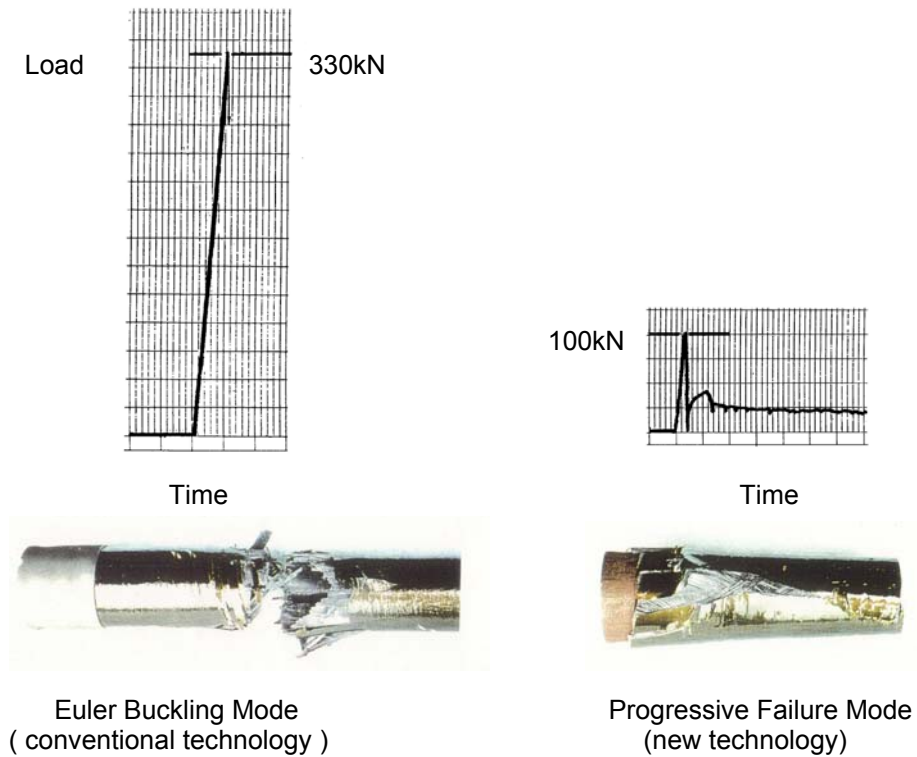 Load
330kN
100kN
Time
Time
Euler Buckling Mode
( conventional technology )
Progressive Failure Mode
(new technology)